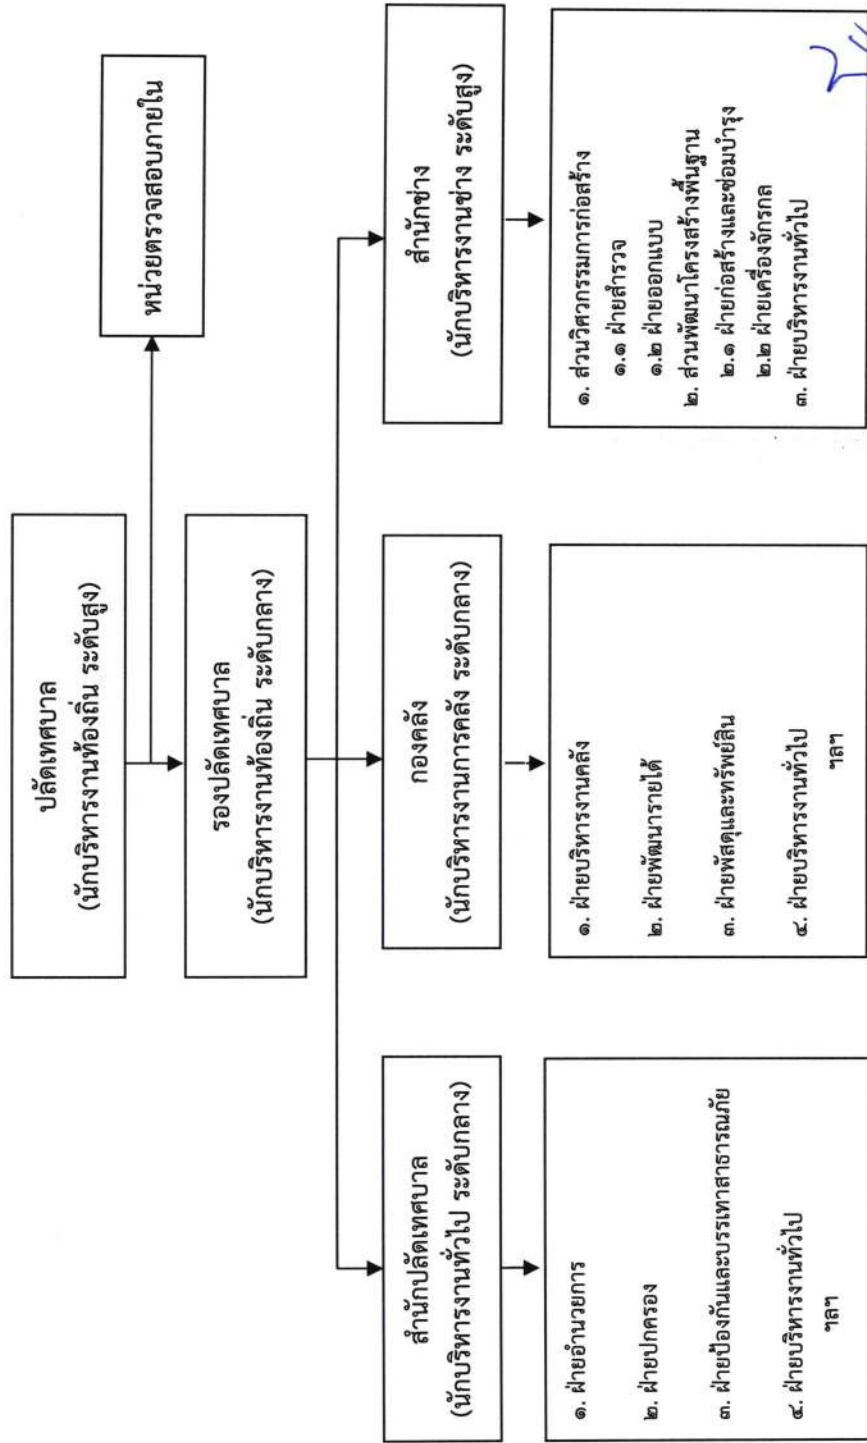 ปลัดเทศบาล
(นักบริหารงานท้องถิ่น ระดับสูง)
หน่วยตรวจสอบภายใน
รองปลัดเทศบาล
(นักบริหารงานท้องถิ่น ระดับกลาง)
สำนักปลัดเทศบาล
(นักบริหารงานทั่วไป ระดับกลาง)
กองคลัง
(นักบริหารงานการคลัง ระดับกลาง)
สำนักช่าง
(นักบริหารงานช่าง ระดับสูง)
๑. ฝ่ายอำนวยการ
๒. ฝ่ายปกครอง
๓. ฝ่ายป้องกันและบรรเทาสาธารณภัย
๔. ฝ่ายบริหารงานทั่วไป
ฯลฯ
๑. ฝ่ายบริหารงานคลัง
๒. ฝ่ายพัฒนารายได้
๓. ฝ่ายพัสดุและทรัพย์สิน
๔. ฝ่ายบริหารงานทั่วไป
ฯลฯ
๑. ส่วนวิศวกรรมการก่อสร้าง
๑.๑ ฝ่ายสำรวจ
๑.๒ ฝ่ายออกแบบ
๒. ส่วนพัฒนาโครงสร้างพื้นฐาน
๒.๑ ฝ่ายก่อสร้างและซ่อมบำรุง
๒.๒ ฝ่ายเครื่องจักรกล
๓. ฝ่ายบริหารงานทั่วไป